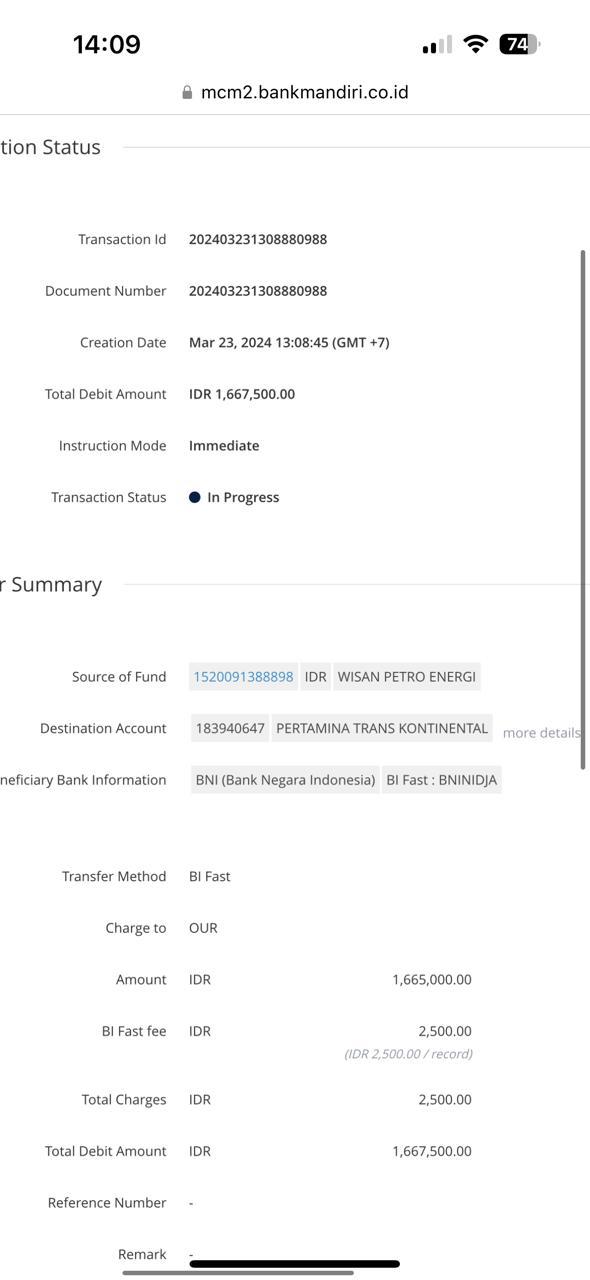 14:09
74
mcm2.bankmandiri.co.id
tion Status
Transaction Id 202403231308880988
Document Number 202403231308880988
Creation Date Mar 23, 2024 13:08:45 (GMT +7)
Total Debit Amount IDR 1,667,500.00
Instruction Mode Immediate
Transaction Status In Progress
r Summary
Source of Fund 1520091388898 IDR WISAN PETRO ENERGI
Destination Account 183940647 PERTAMINA TRANS KONTINENTAL more details
neficiary Bank Information BNI (Bank Negara Indonesia) BI Fast : BNINIDJA
Transfer Method BI Fast
Charge to OUR
Amount IDR 1,665,000.00
BI Fast fee IDR 2,500.00
(IDR 2,500.00 / record)
Total Charges IDR 2,500.00
Total Debit Amount IDR 1,667,500.00
Reference Number -
Remark -